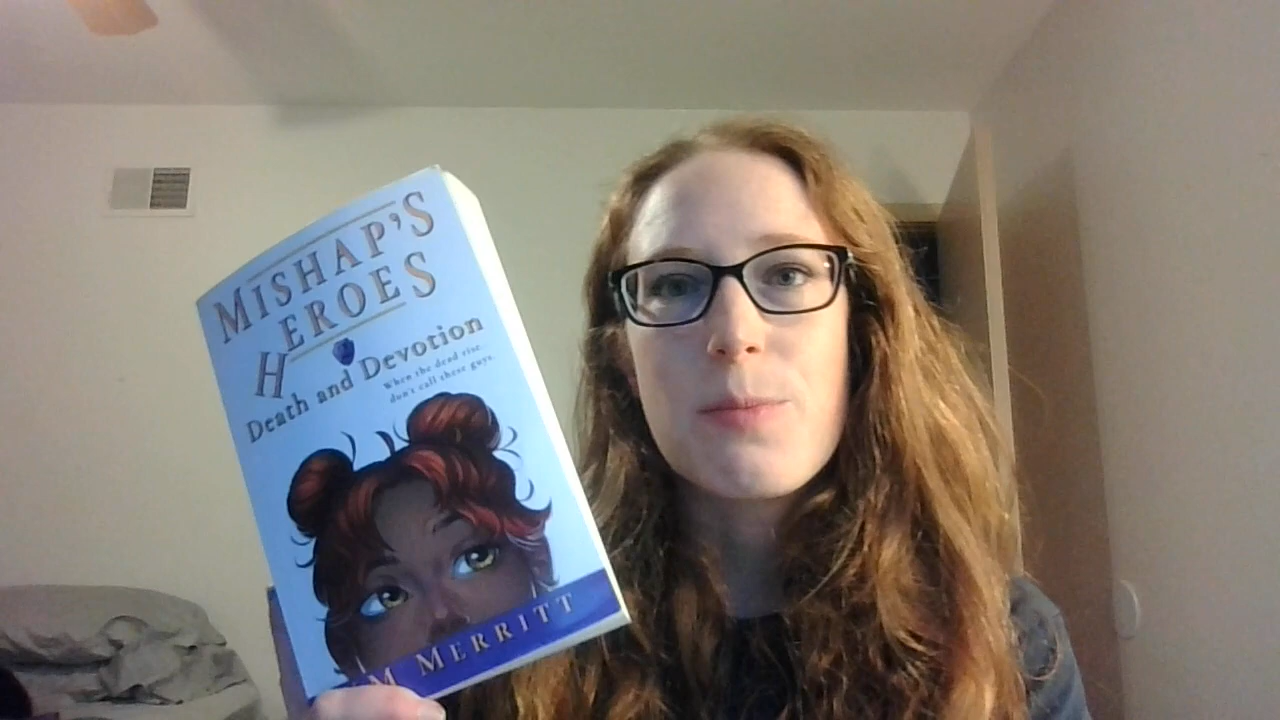 MISHAP'S
HEROES
Death and Devotion
When the dead rise,
don't call these guys.
M MERRITT